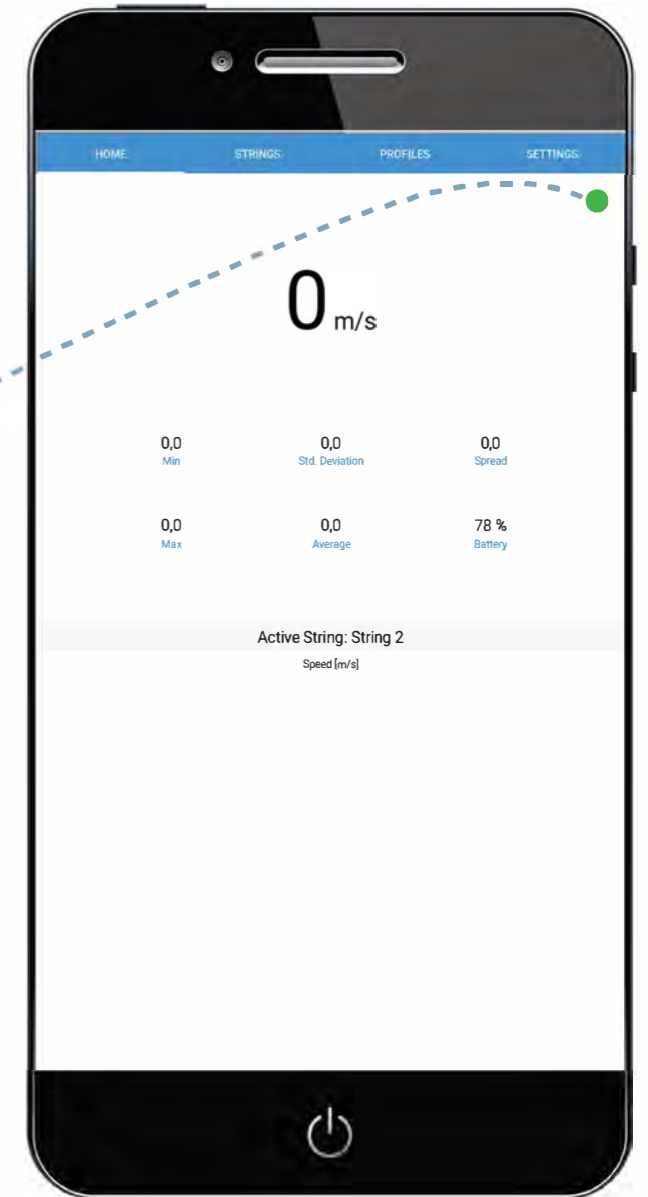 HOME STRINGS PROFILES SETTINGS
0 m/s
0,0 0,0 0,0
Min Std. Deviation Spread
0,0 0,0 78 %
Max Average Battery
Active String: String 2
Speed [m/s]